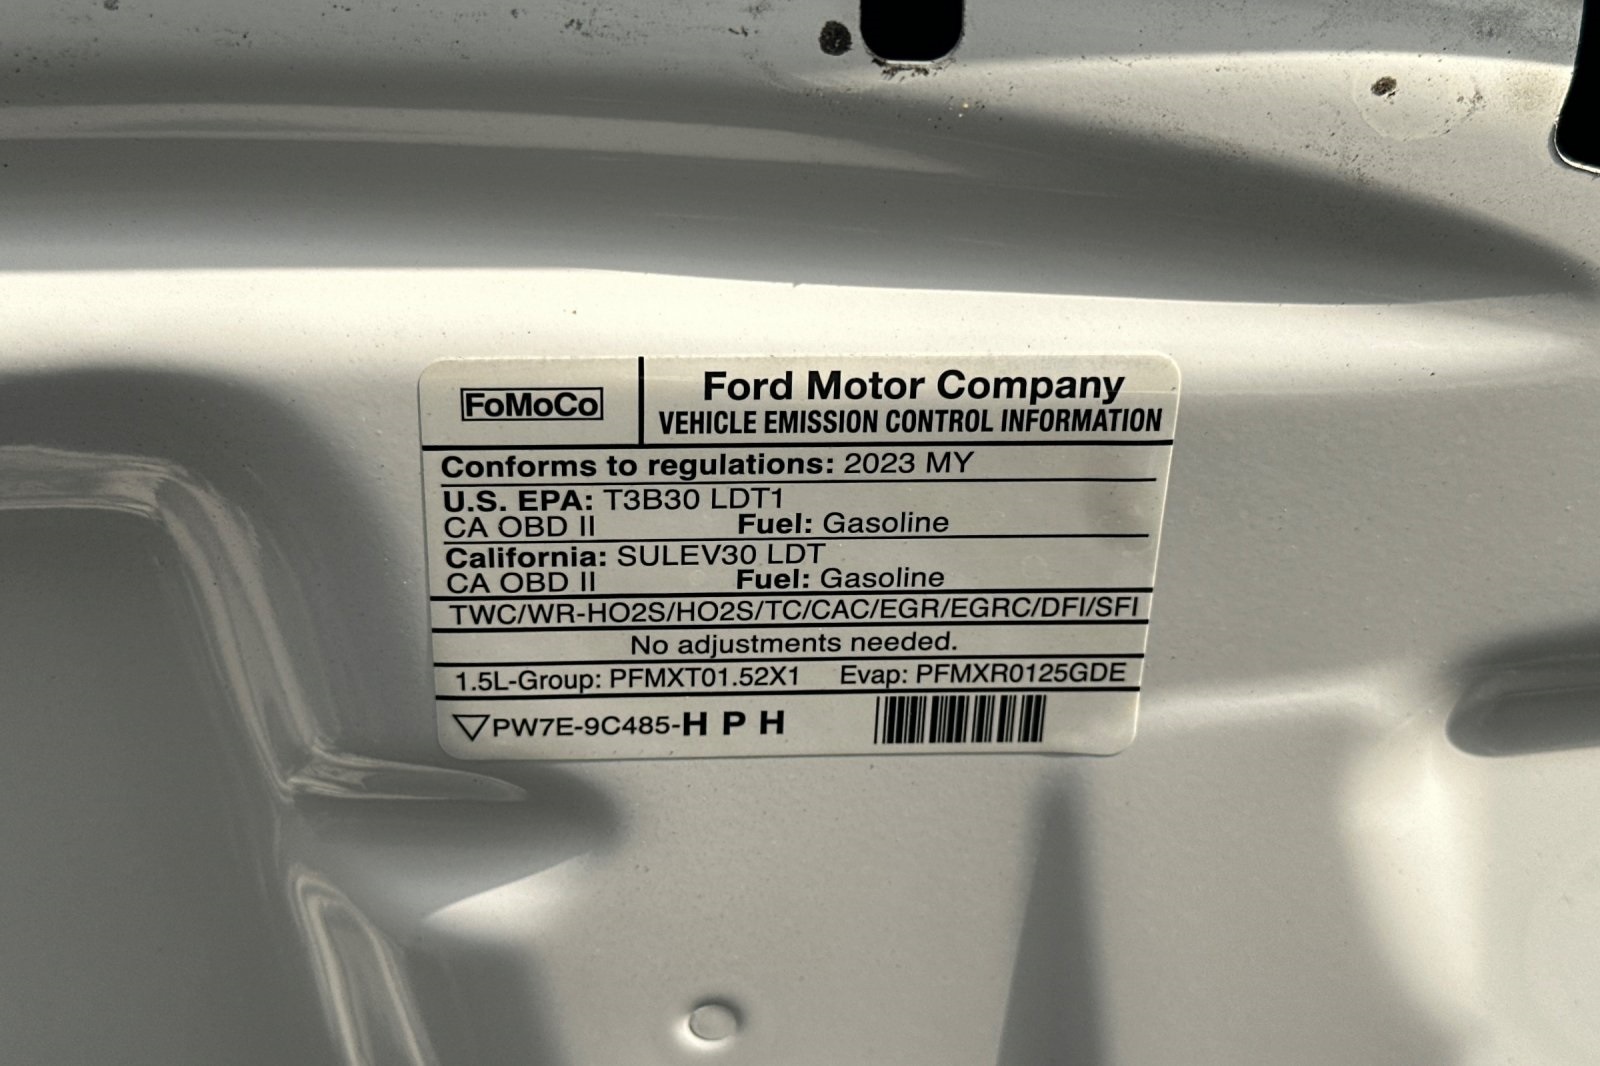 FoMoCo
Ford Motor Company
VEHICLE EMISSION CONTROL INFORMATION
Conforms to regulations: 2023 MY
U.S. EPA: T3B30 LDT1
CA OBD II Fuel: Gasoline
California: SULEV30 LDT
CA OBD II Fuel: Gasoline
TWC/WR-HO2S/HO2S/TC/CAC/EGR/EGRC/DFI/SFI
No adjustments needed.
1.5L-Group: PFMXT01.52X1 Evap: PFMXR0125GDE
▽PW7E-9C485-H P H